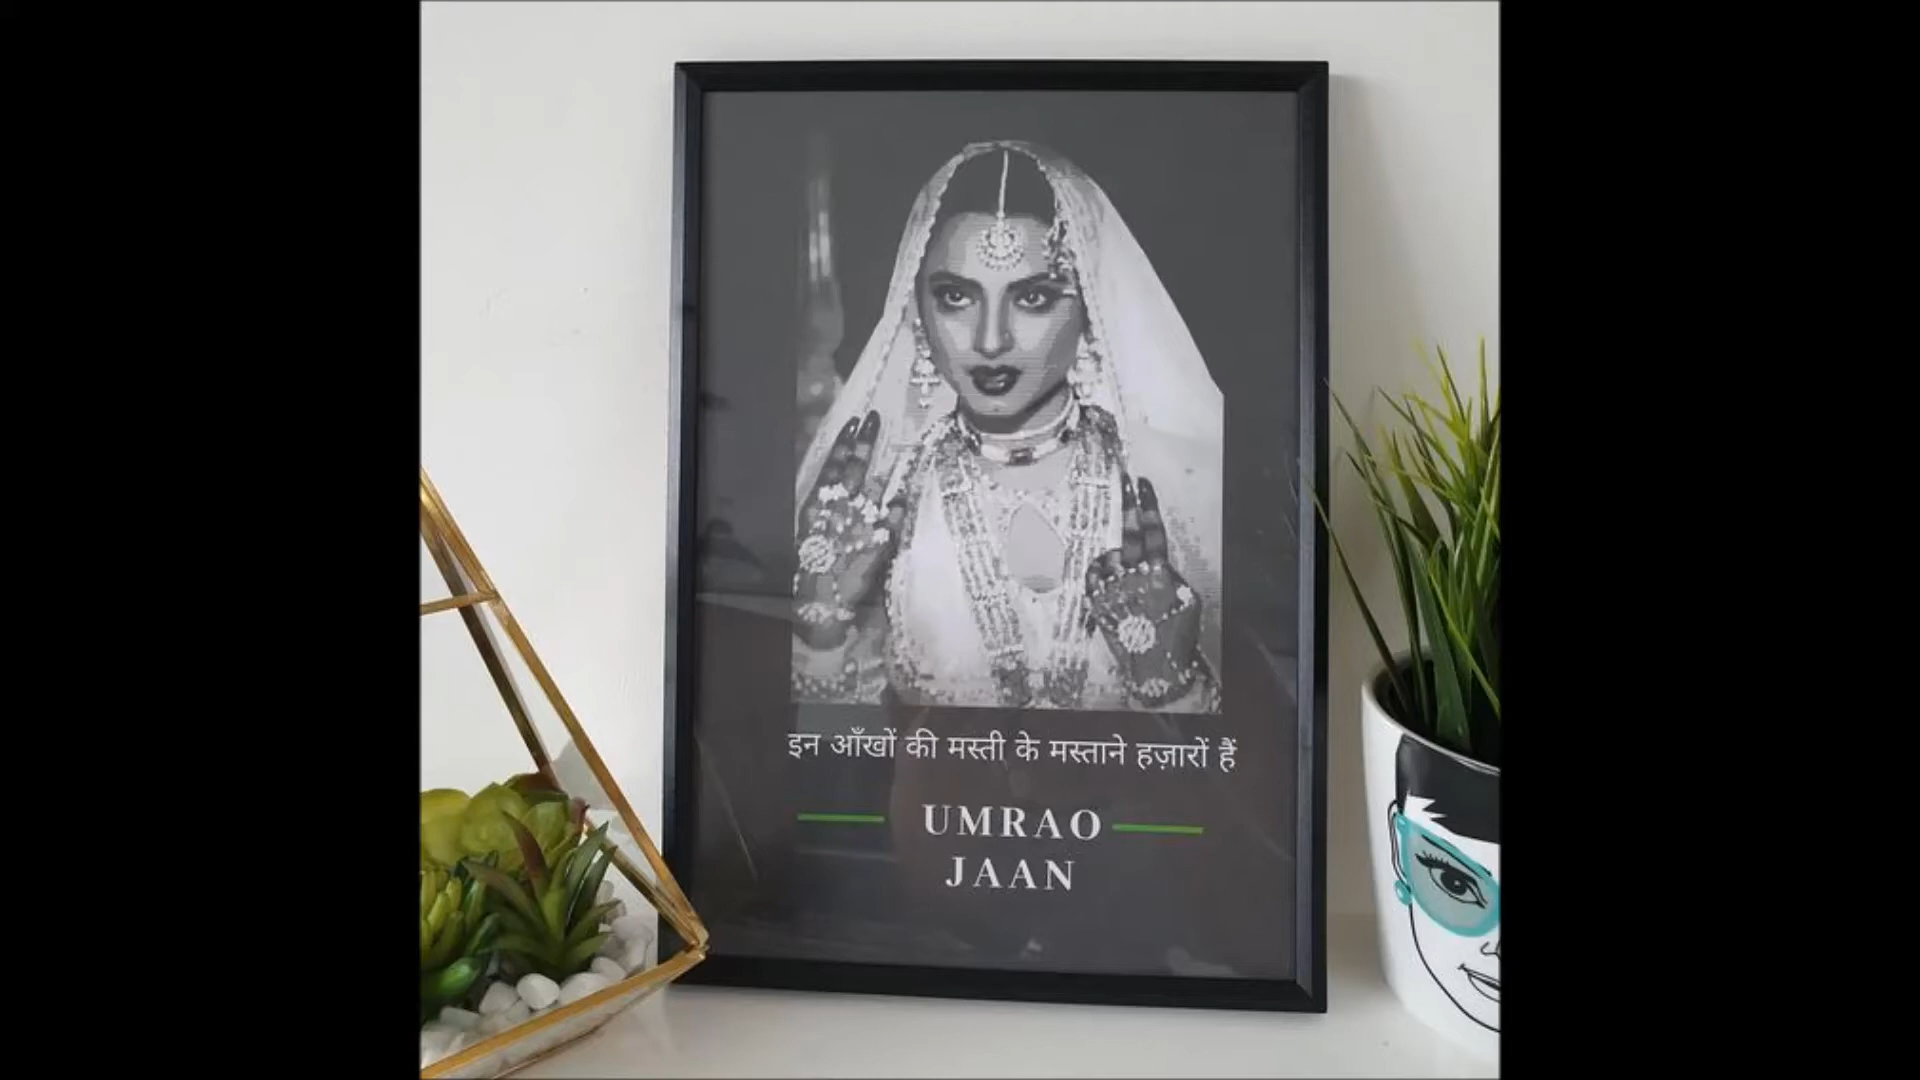 इन आँखों की मस्ती के मस्ताने हज़ारों हैं
UMRAO
JAAN